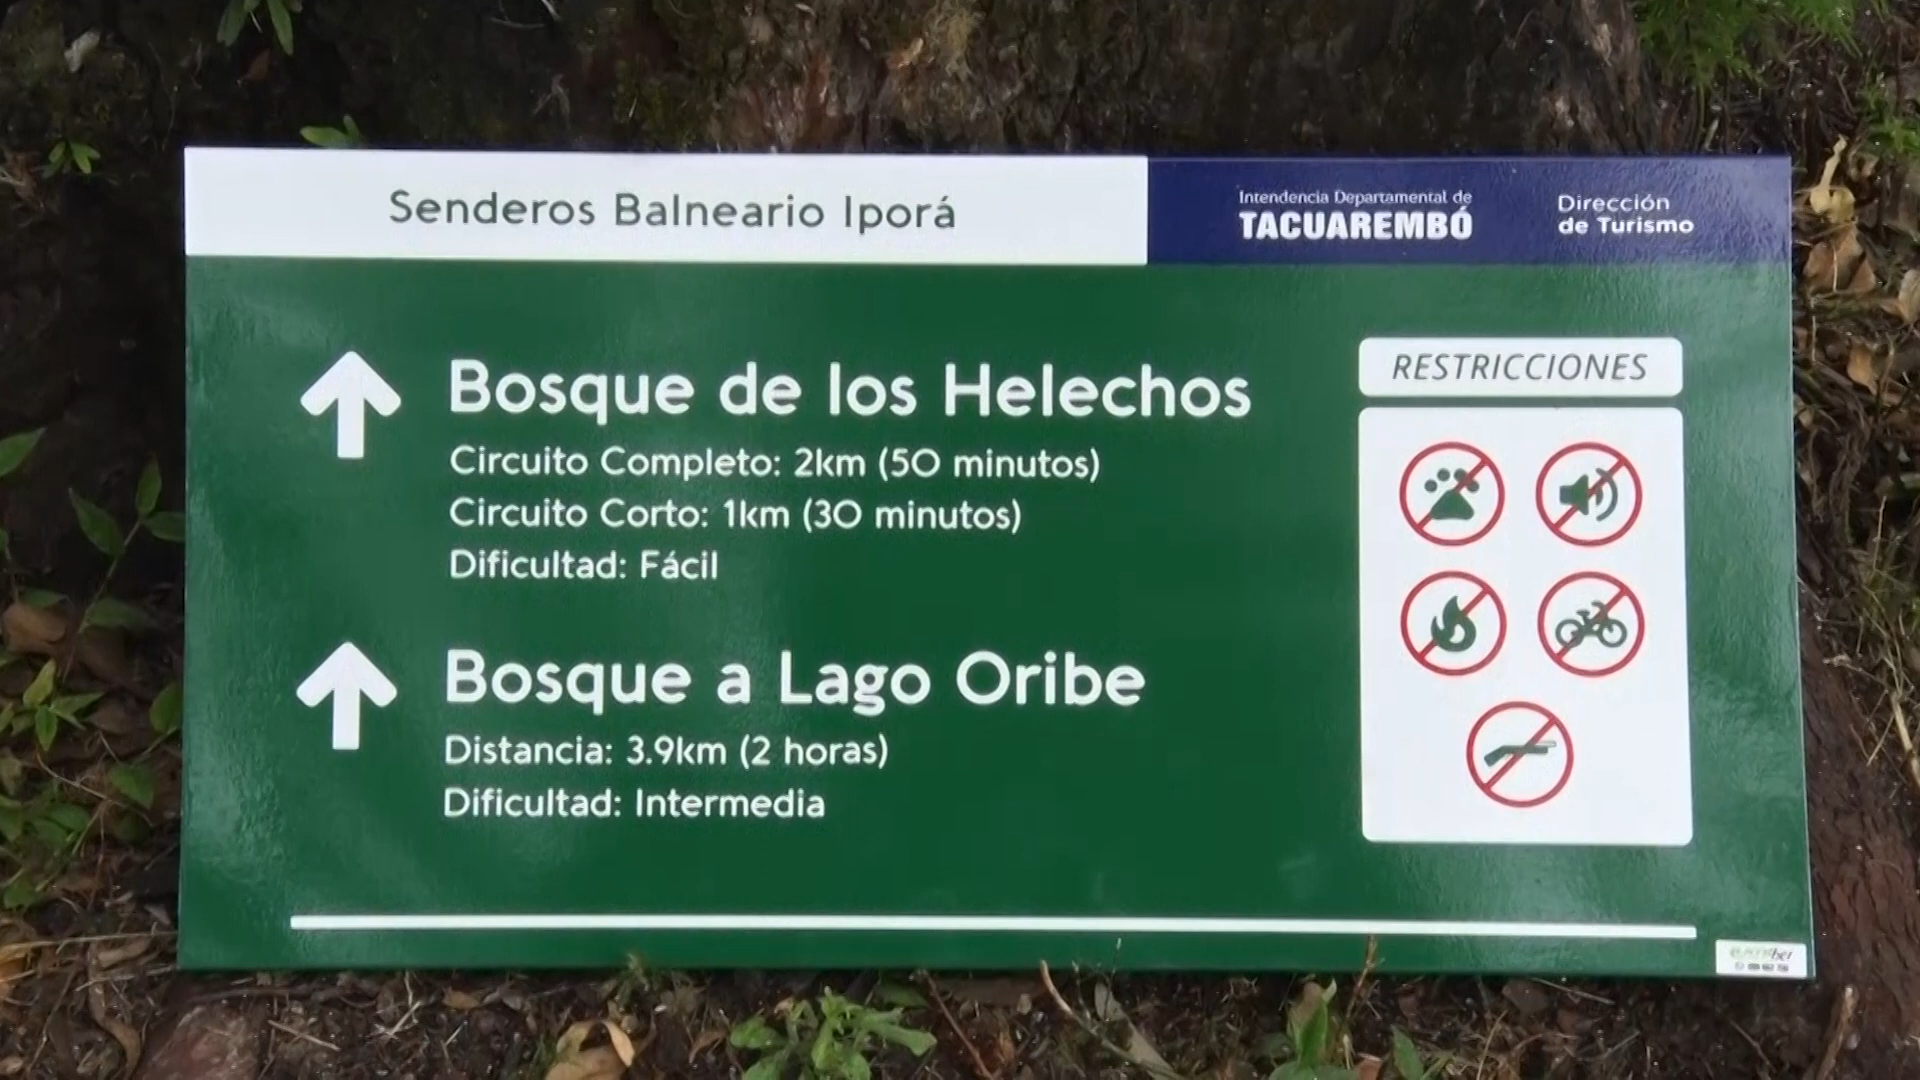 Senderos Balneario Iporá
Intendencia Departamental de
TACUAREMBÓ
Dirección
de Turismo
Bosque de los Helechos
Circuito Completo: 2km (50 minutos)
Circuito Corto: 1km (30 minutos)
Dificultad: Fácil
Bosque a Lago Oribe
Distancia: 3.9km (2 horas)
Dificultad: Intermedia
RESTRICCIONES